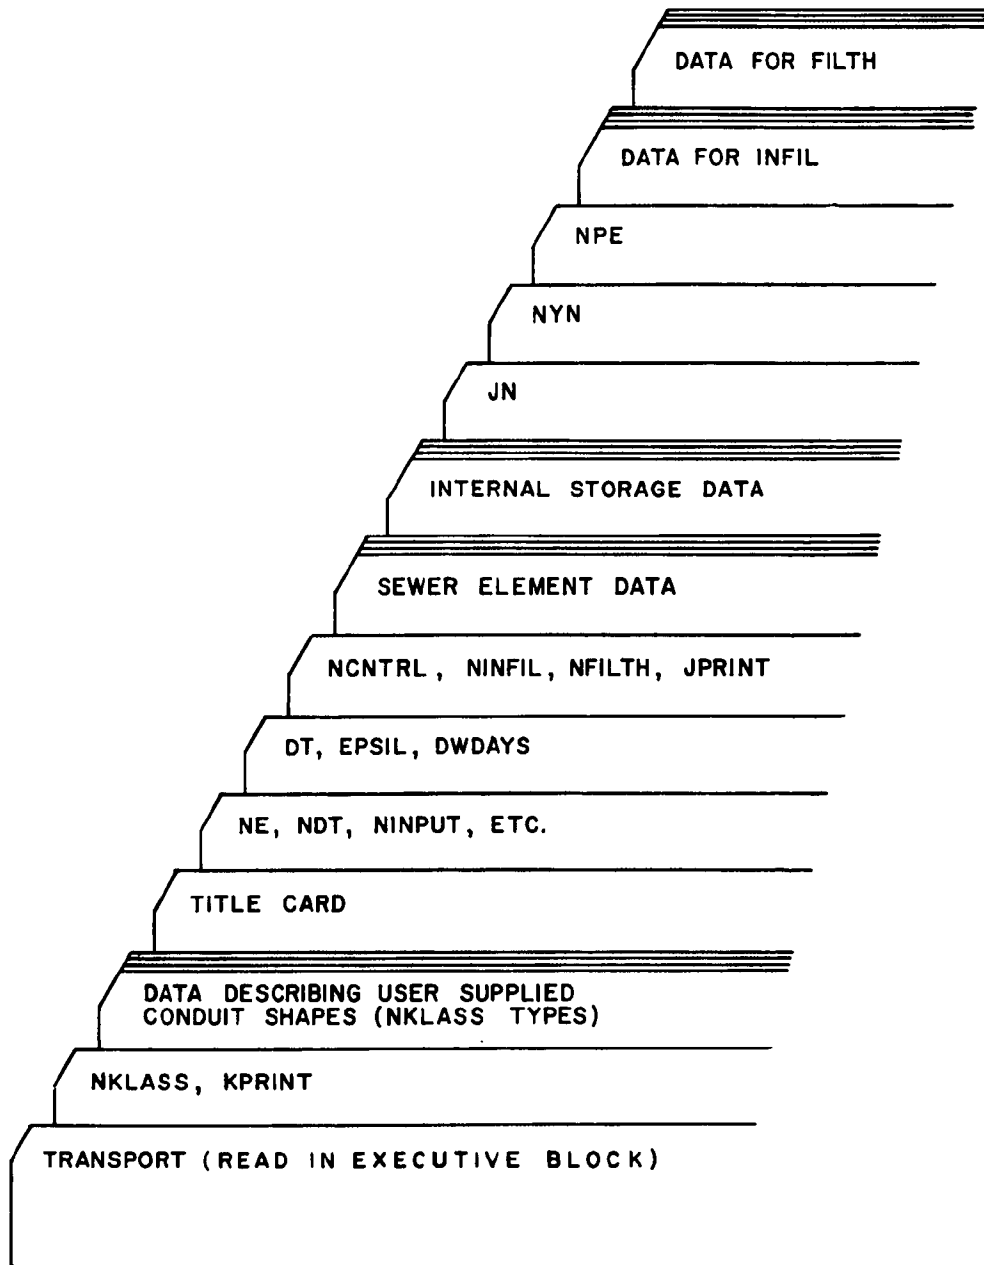 DATA FOR FILTH
DATA FOR INFIL
NPE
NYN
JN
INTERNAL STORAGE DATA
SEWER ELEMENT DATA
NCNTRL, NINFIL, NFILTH, JPRINT
DT, EPSIL, DWDAYS
NE, NDT, NINPUT, ETC.
TITLE CARD
DATA DESCRIBING USER SUPPLIED
CONDUIT SHAPES (NKLASS TYPES)
NKLASS, KPRINT
TRANSPORT (READ IN EXECUTIVE BLOCK)